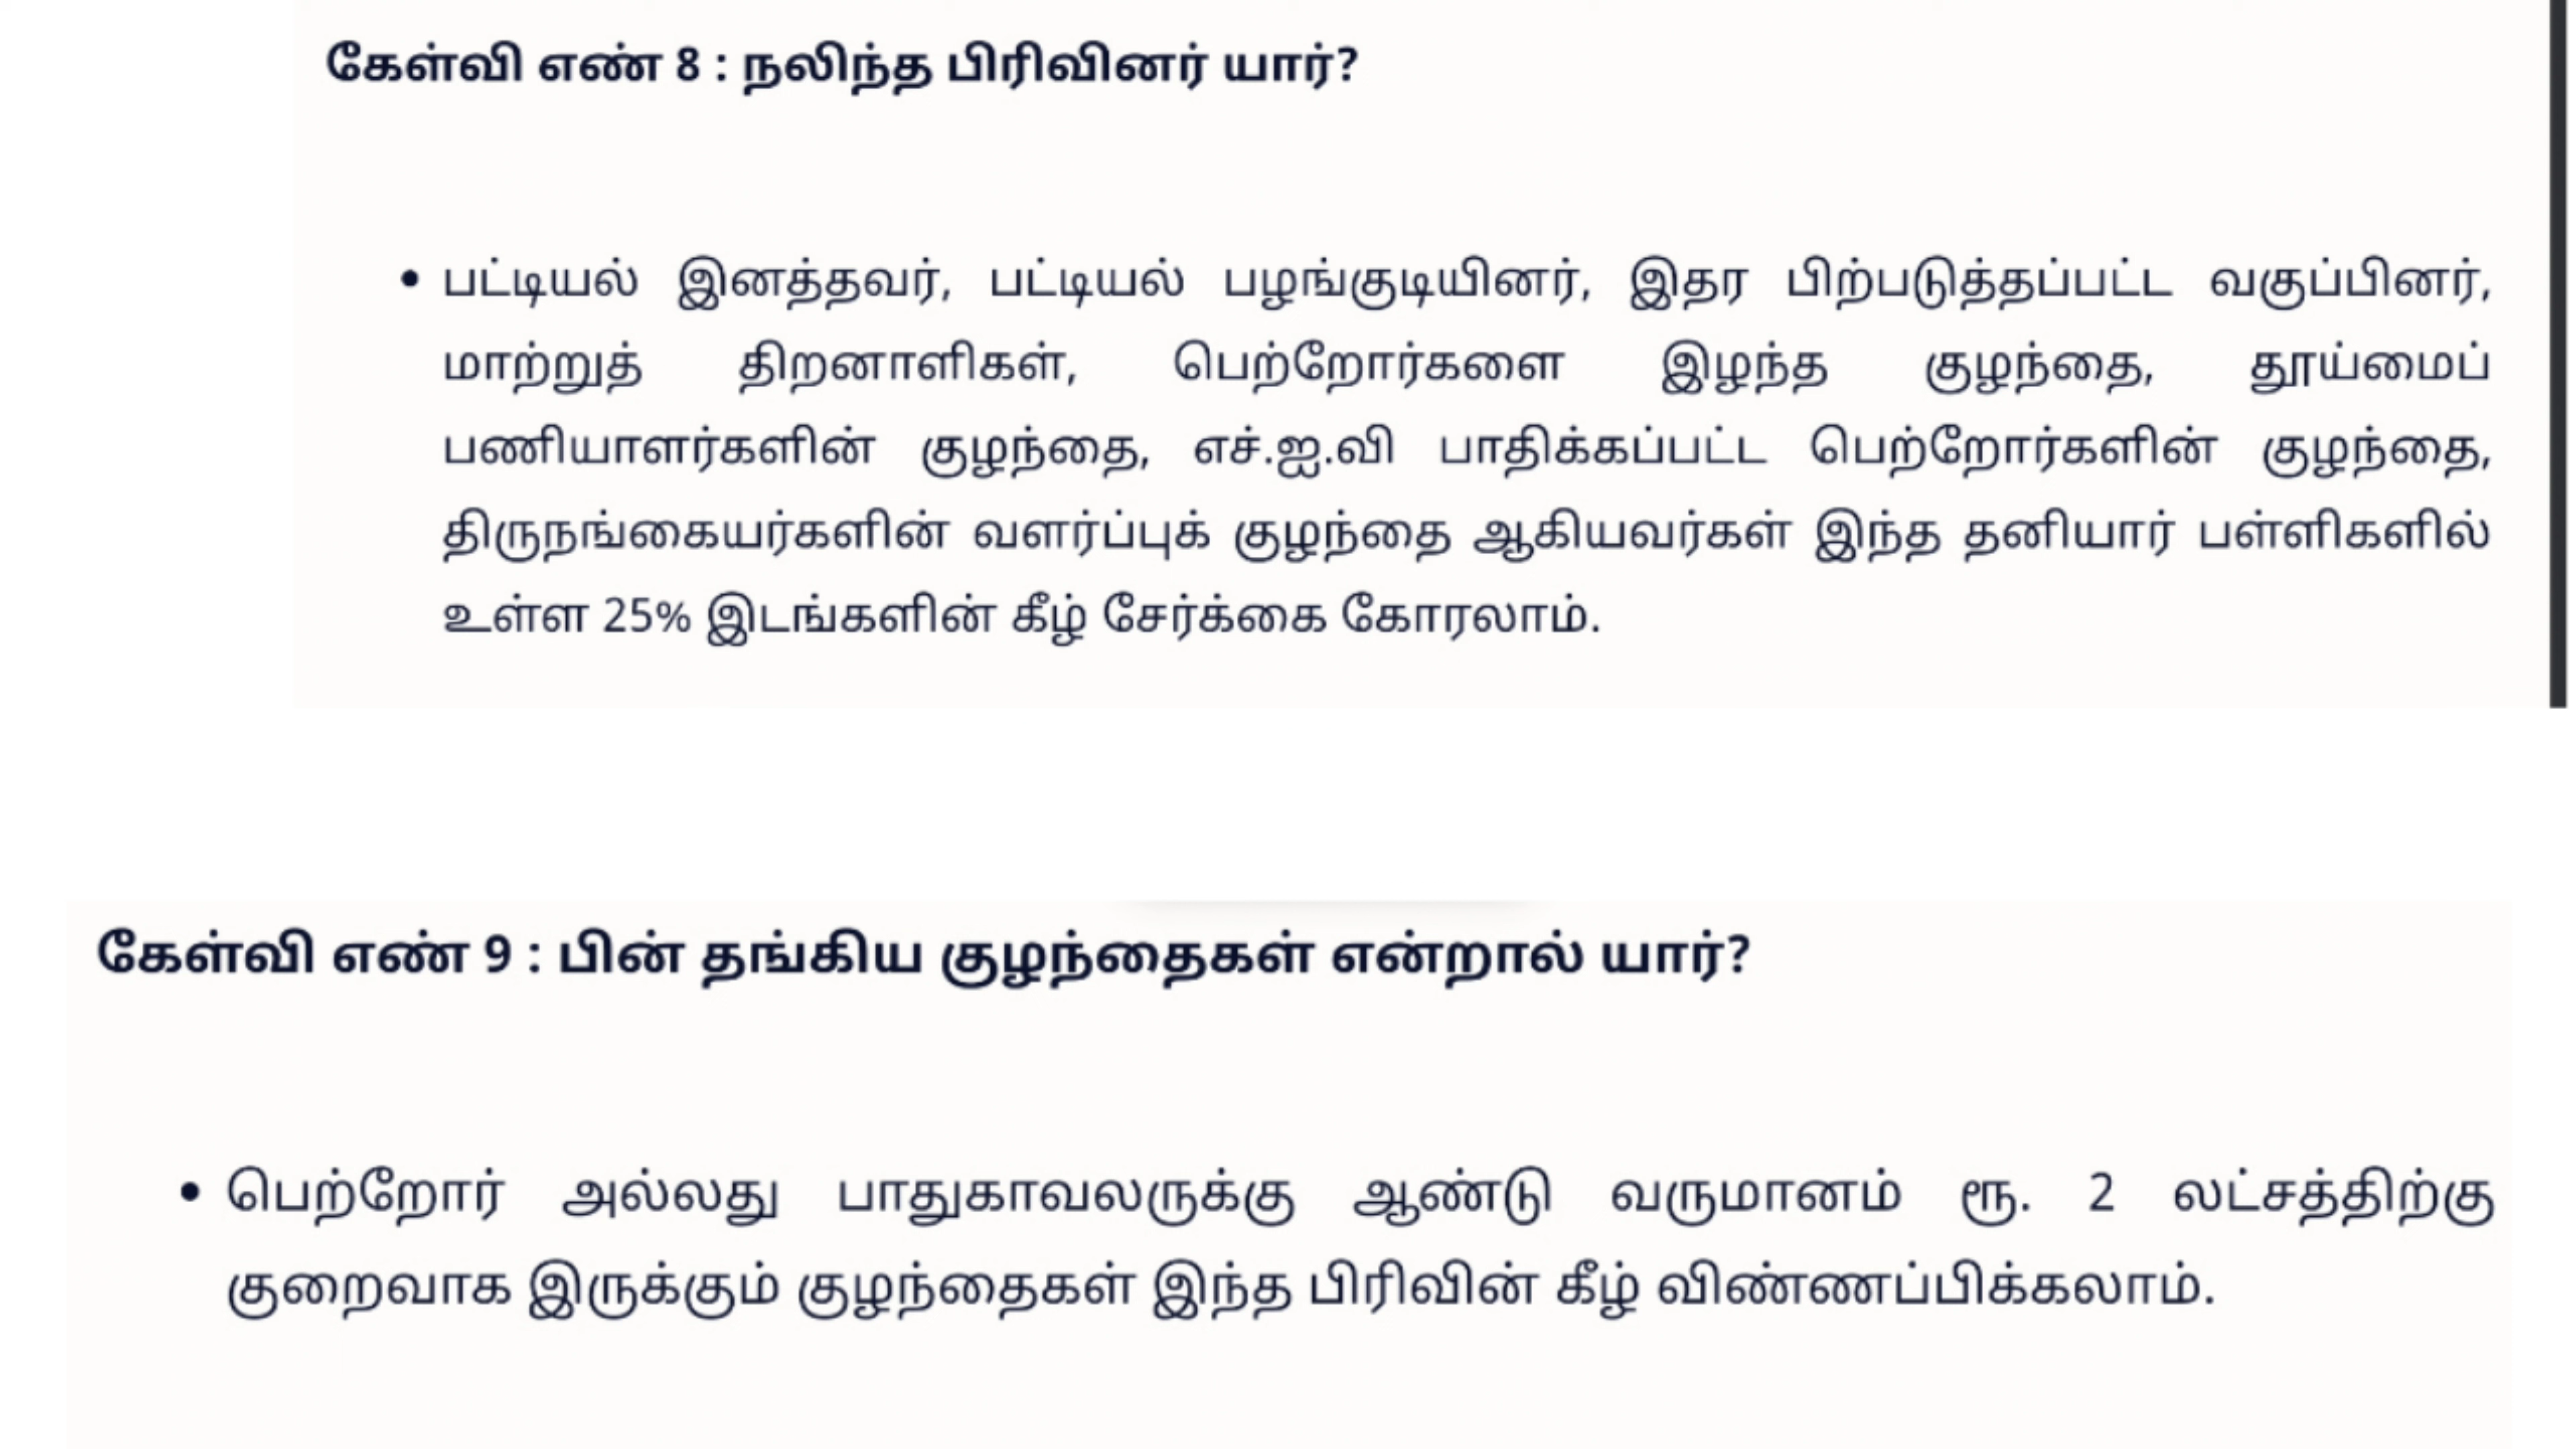 கேள்வி எண் 8 : நலிந்த பிரிவினர் யார்?
• பட்டியல் இனத்தவர், பட்டியல் பழங்குடியினர், இதர பிற்படுத்தப்பட்ட வகுப்பினர்,
மாற்றுத் திறனாளிகள், பெற்றோர்களை இழந்த குழந்தை, தூய்மைப்
பணியாளர்களின் குழந்தை, எச்.ஐ.வி பாதிக்கப்பட்ட பெற்றோர்களின் குழந்தை,
திருநங்கையர்களின் வளர்ப்புக் குழந்தை ஆகியவர்கள் இந்த தனியார் பள்ளிகளில்
உள்ள 25% இடங்களின் கீழ் சேர்க்கை கோரலாம்.
கேள்வி எண் 9 : பின் தங்கிய குழந்தைகள் என்றால் யார்?
• பெற்றோர் அல்லது பாதுகாவலருக்கு ஆண்டு வருமானம் ரூ. 2 லட்சத்திற்கு
குறைவாக இருக்கும் குழந்தைகள் இந்த பிரிவின் கீழ் விண்ணப்பிக்கலாம்.